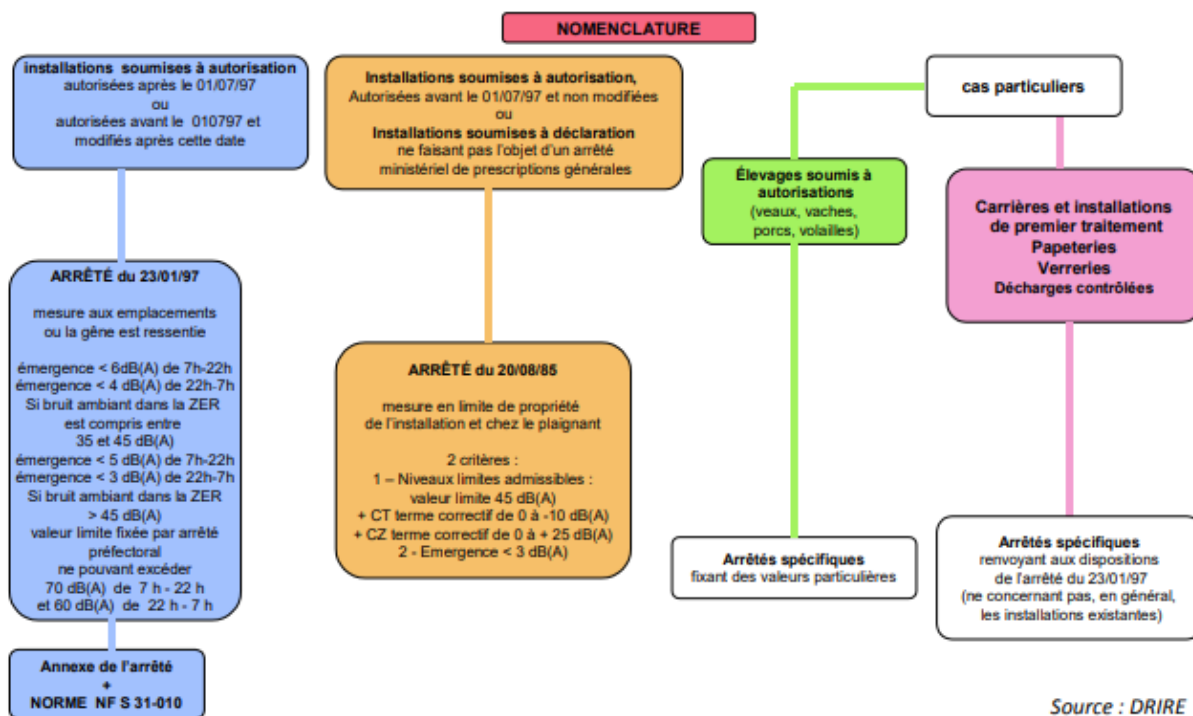 NOMENCLATURE
installations soumises à autorisation
autorisées après le 01/07/97
ou
autorisées avant le 010797 et
modifiés après cette date
ARRÊTÉ du 23/01/97
mesure aux emplacements
ou la gêne est ressentie
émergence < 6dB(A) de 7h-22h
émergence < 4 dB(A) de 22h-7h
Si bruit ambiant dans la ZER
est compris entre
35 et 45 dB(A)
émergence < 5 dB(A) de 7h-22h
émergence < 3 dB(A) de 22h-7h
Si bruit ambiant dans la ZER
> 45 dB(A)
valeur limite fixée par arrêté
préfectoral
ne pouvant excéder
70 dB(A) de 7 h - 22 h
et 60 dB(A) de 22 h - 7 h
Annexe de l'arrêté
+
NORME NF S 31-010
Installations soumises à autorisation,
Autorisées avant le 01/07/97 et non modifiées
ou
Installations soumises à déclaration
ne faisant pas l'objet d'un arrêté
ministériel de prescriptions générales
ARRÊTÉ du 20/08/85
mesure en limite de propriété
de l'installation et chez le plaignant
2 critères :
1 – Niveaux limites admissibles :
valeur limite 45 dB(A)
+ CT terme correctif de 0 à -10 dB(A)
+ CZ terme correctif de 0 à + 25 dB(A)
2 - Emergence < 3 dB(A)
cas particuliers
Élevages soumis à
autorisations
(veaux, vaches,
porcs, volailles)
Arrêtés spécifiques
fixant des valeurs particulières
Carrières et installations
de premier traitement
Papeteries
Verreries
Décharges contrôlées
Arrêtés spécifiques
renvoyant aux dispositions
de l'arrêté du 23/01/97
(ne concernant pas, en général,
les installations existantes)
Source : DRIRE